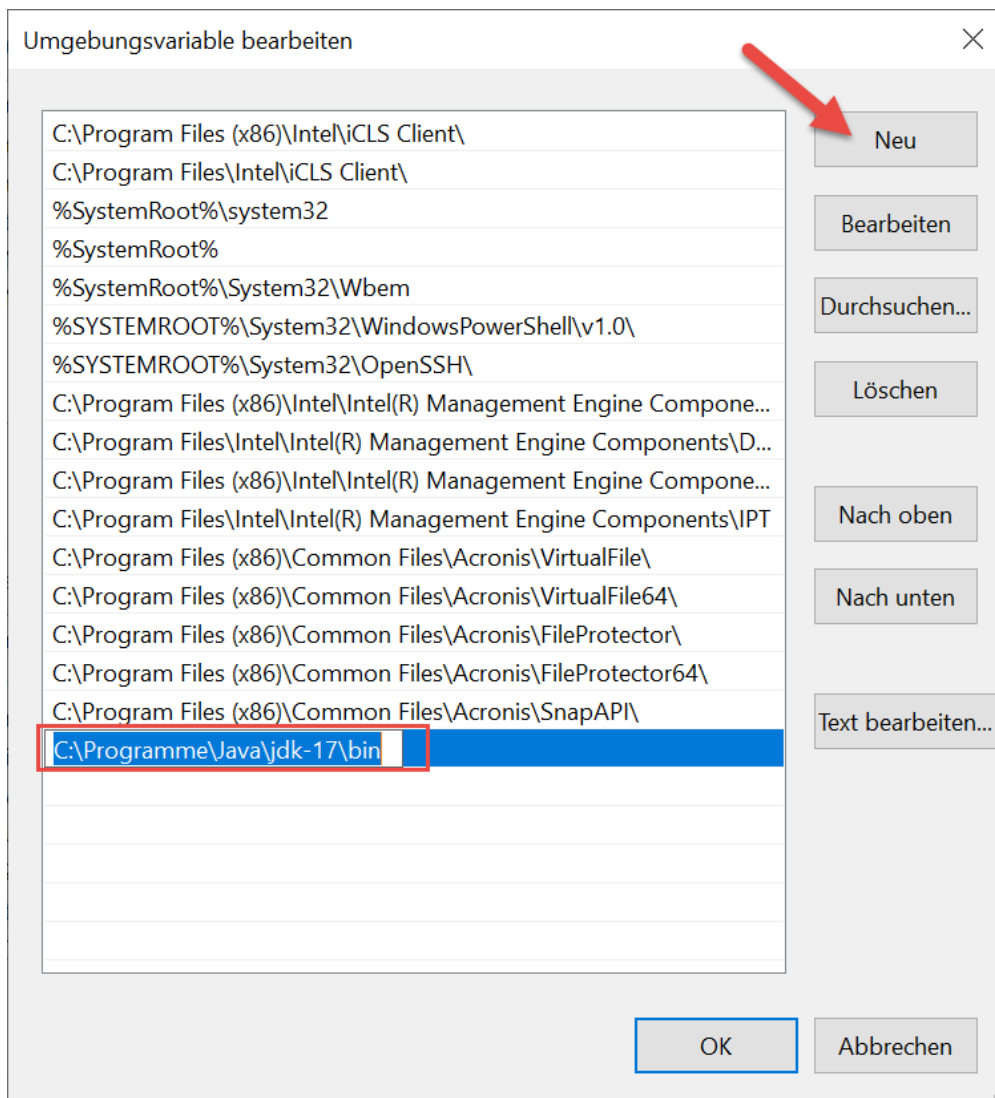 Umgebungsvariable bearbeiten
C:\Program Files (x86)\Intel\iCLS Client\
C:\Program Files\Intel\iCLS Client\
%SystemRoot%\system32
%SystemRoot%
%SystemRoot%\System32\Wbem
%SYSTEMROOT%\System32\WindowsPowerShell\v1.0\
%SYSTEMROOT%\System32\OpenSSH\
C:\Program Files (x86)\Intel\Intel(R) Management Engine Compone...
C:\Program Files\Intel\Intel(R) Management Engine Components\D...
C:\Program Files (x86)\Intel\Intel(R) Management Engine Compone...
C:\Program Files\Intel\Intel(R) Management Engine Components\IPT
C:\Program Files (x86)\Common Files\Acronis\VirtualFile\
C:\Program Files (x86)\Common Files\Acronis\VirtualFile64\
C:\Program Files (x86)\Common Files\Acronis\FileProtector\
C:\Program Files (x86)\Common Files\Acronis\FileProtector64\
C:\Program Files (x86)\Common Files\Acronis\SnapAPI\
C:\Programme\Java\jdk-17\bin
Neu
Bearbeiten
Durchsuchen...
Löschen
Nach oben
Nach unten
Text bearbeiten...
OK
Abbrechen